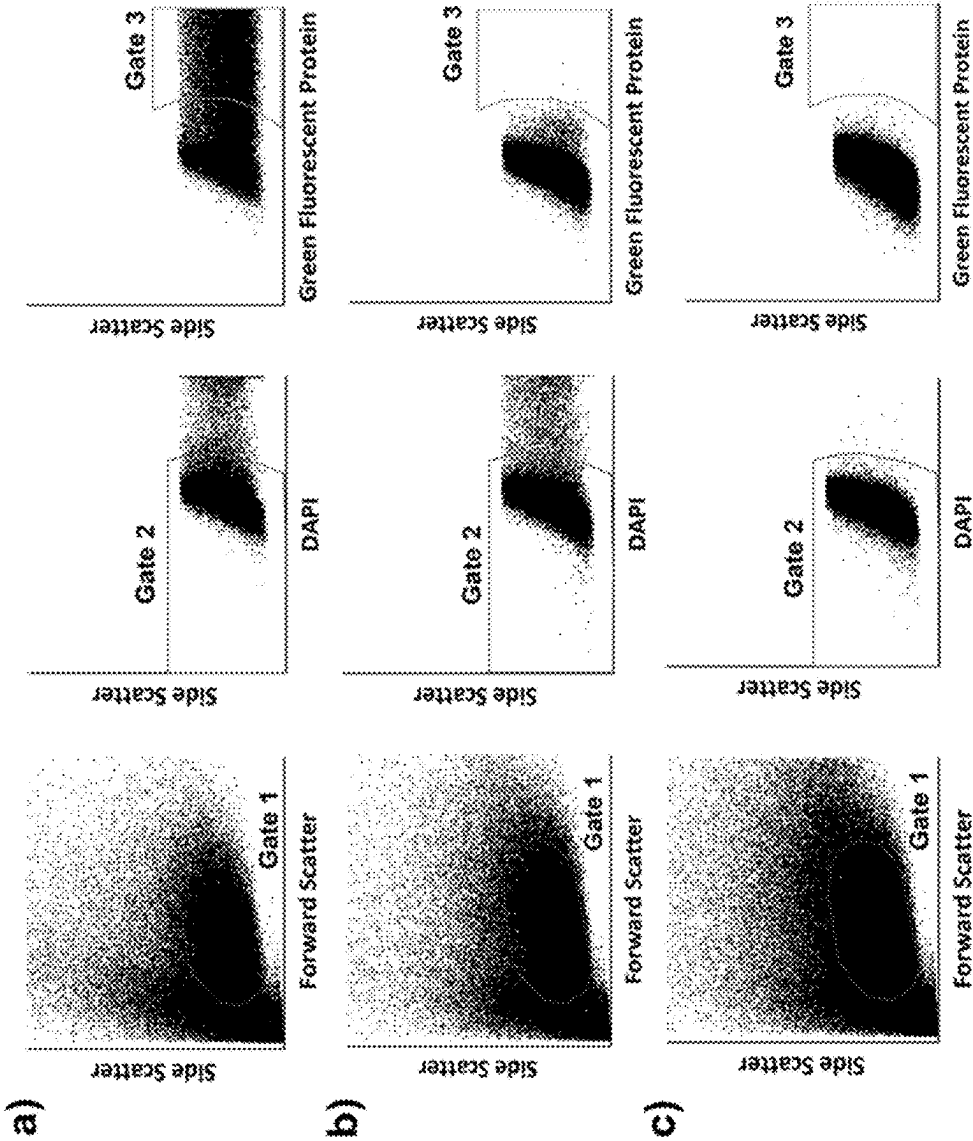 a)
Side Scatter
Gate 1
Forward Scatter
Side Scatter
Gate 2
DAPI
Side Scatter
Gate 3
Green Fluorescent Protein
b)
Side Scatter
Gate 1
Forward Scatter
Side Scatter
Gate 2
DAPI
Side Scatter
Gate 3
Green Fluorescent Protein
c)
Side Scatter
Gate 1
Forward Scatter
Side Scatter
Gate 2
DAPI
Side Scatter
Gate 3
Green Fluorescent Protein